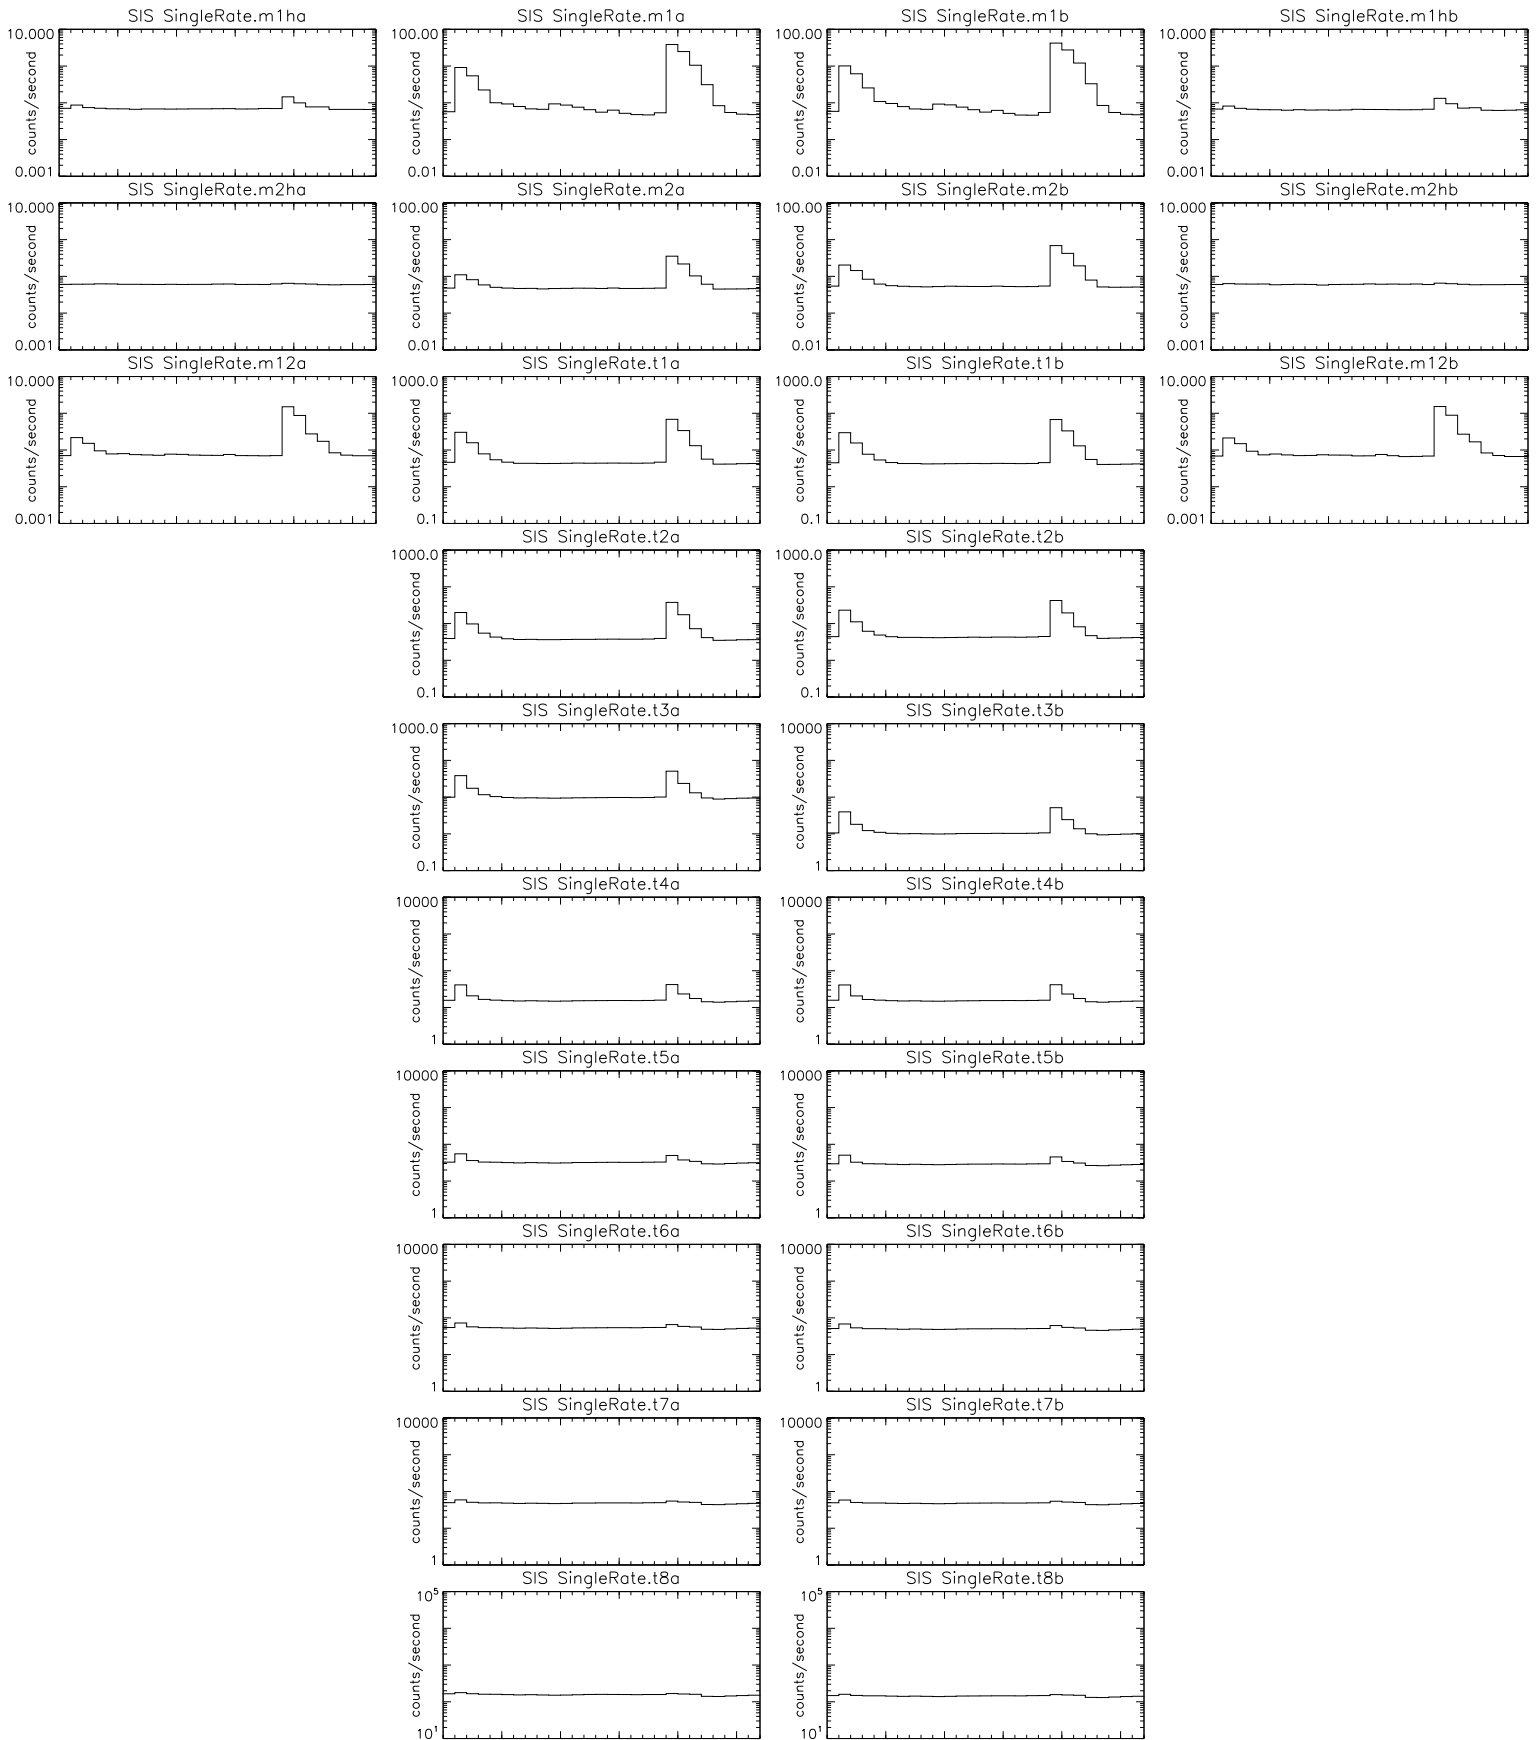 SIS SingleRate.m1ha SIS SingleRate.m1a SIS SingleRate.m1b SIS SingleRate.m1hb
10.000 100.00 100.00 10.000
counts/second counts/second counts/second counts/second
0.001 0.01 0.01 0.001
SIS SingleRate.m2ha SIS SingleRate.m2a SIS SingleRate.m2b SIS SingleRate.m2hb
10.000 100.00 100.00 10.000
counts/second counts/second counts/second counts/second
0.001 0.01 0.01 0.001
SIS SingleRate.m12a SIS SingleRate.t1a SIS SingleRate.t1b SIS SingleRate.m12b
10.000 1000.0 1000.0 10.000
counts/second counts/second counts/second counts/second
0.001 0.1 0.1 0.001
SIS SingleRate.t2a SIS SingleRate.t2b
1000.0 1000.0
counts/second counts/second
0.1 0.1
SIS SingleRate.t3a SIS SingleRate.t3b
1000.0 10000
counts/second counts/second
0.1 1
SIS SingleRate.t4a SIS SingleRate.t4b
10000 10000
counts/second counts/second
1 1
SIS SingleRate.t5a SIS SingleRate.t5b
10000 10000
counts/second counts/second
1 1
SIS SingleRate.t6a SIS SingleRate.t6b
10000 10000
counts/second counts/second
1 1
SIS SingleRate.t7a SIS SingleRate.t7b
10000 10000
counts/second counts/second
1 1
SIS SingleRate.t8a SIS SingleRate.t8b
10⁵ 10⁵
counts/second counts/second
10¹ 10¹